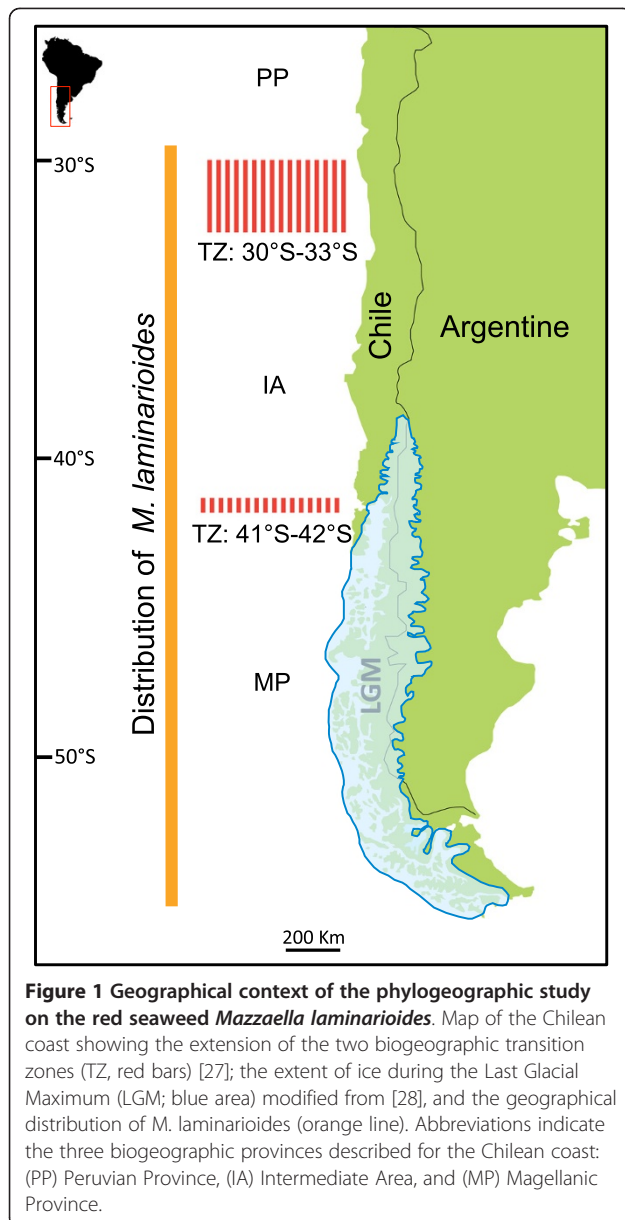 PP
30°S
TZ: 30°S-33°S
Distribution of M. laminarioides
Chile
Argentine
IA
40°S
TZ: 41°S-42°S
MP
LGM
50°S
200 Km
Figure 1 Geographical context of the phylogeographic study
on the red seaweed Mazzaella laminarioides. Map of the Chilean
coast showing the extension of the two biogeographic transition
zones (TZ, red bars) [27]; the extent of ice during the Last Glacial
Maximum (LGM; blue area) modified from [28], and the geographical
distribution of M. laminarioides (orange line). Abbreviations indicate
the three biogeographic provinces described for the Chilean coast:
(PP) Peruvian Province, (IA) Intermediate Area, and (MP) Magellanic
Province.